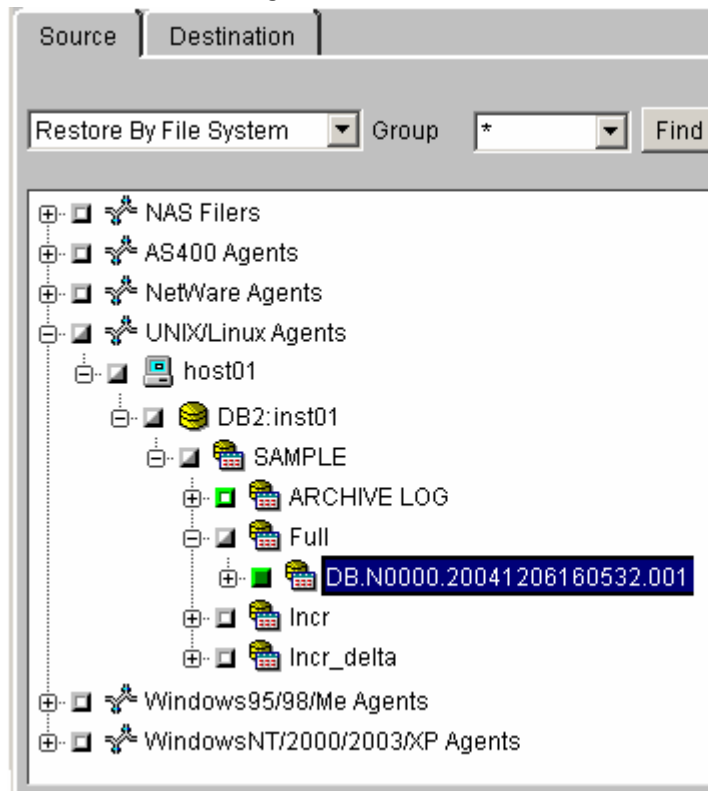 Source Destination
Restore By File System Group * Find
NAS Filers
AS400 Agents
NetWare Agents
UNIX/Linux Agents
host01
DB2:inst01
SAMPLE
ARCHIVE LOG
Full
DB.N0000.20041206160532.001
Incr
Incr_delta
Windows95/98/Me Agents
WindowsNT/2000/2003/XP Agents